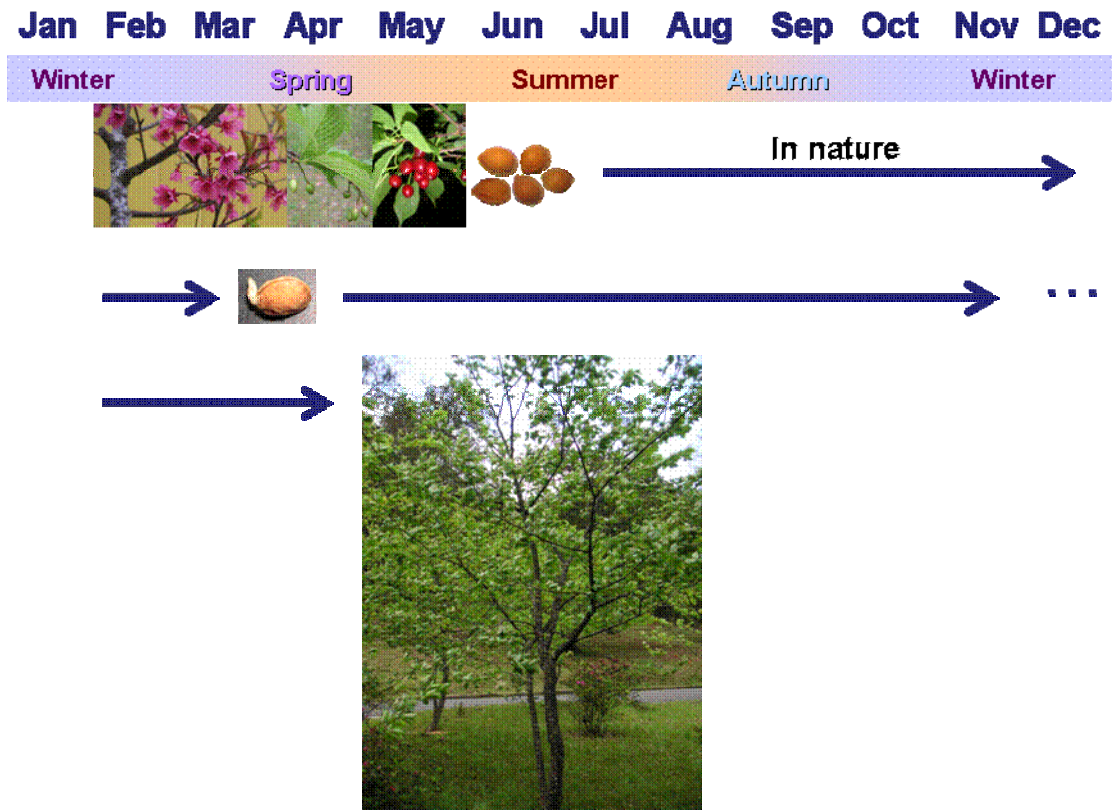 Jan Feb Mar Apr May Jun Jul Aug Sep Oct Nov Dec
Winter Spring Summer Autumn Winter
In nature
...